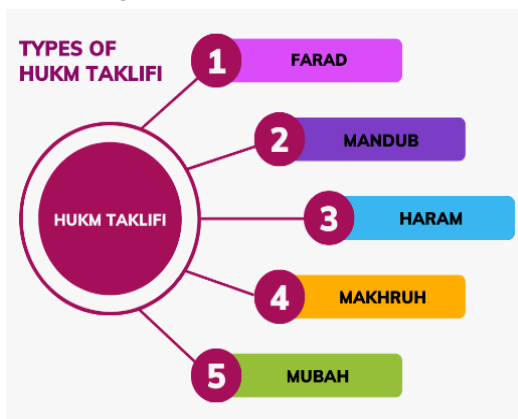 TYPES OF
HUKM TAKLIFI
HUKM TAKLIFI
1 FARAD
2 MANDUB
3 HARAM
4 MAKHRUH
5 MUBAH